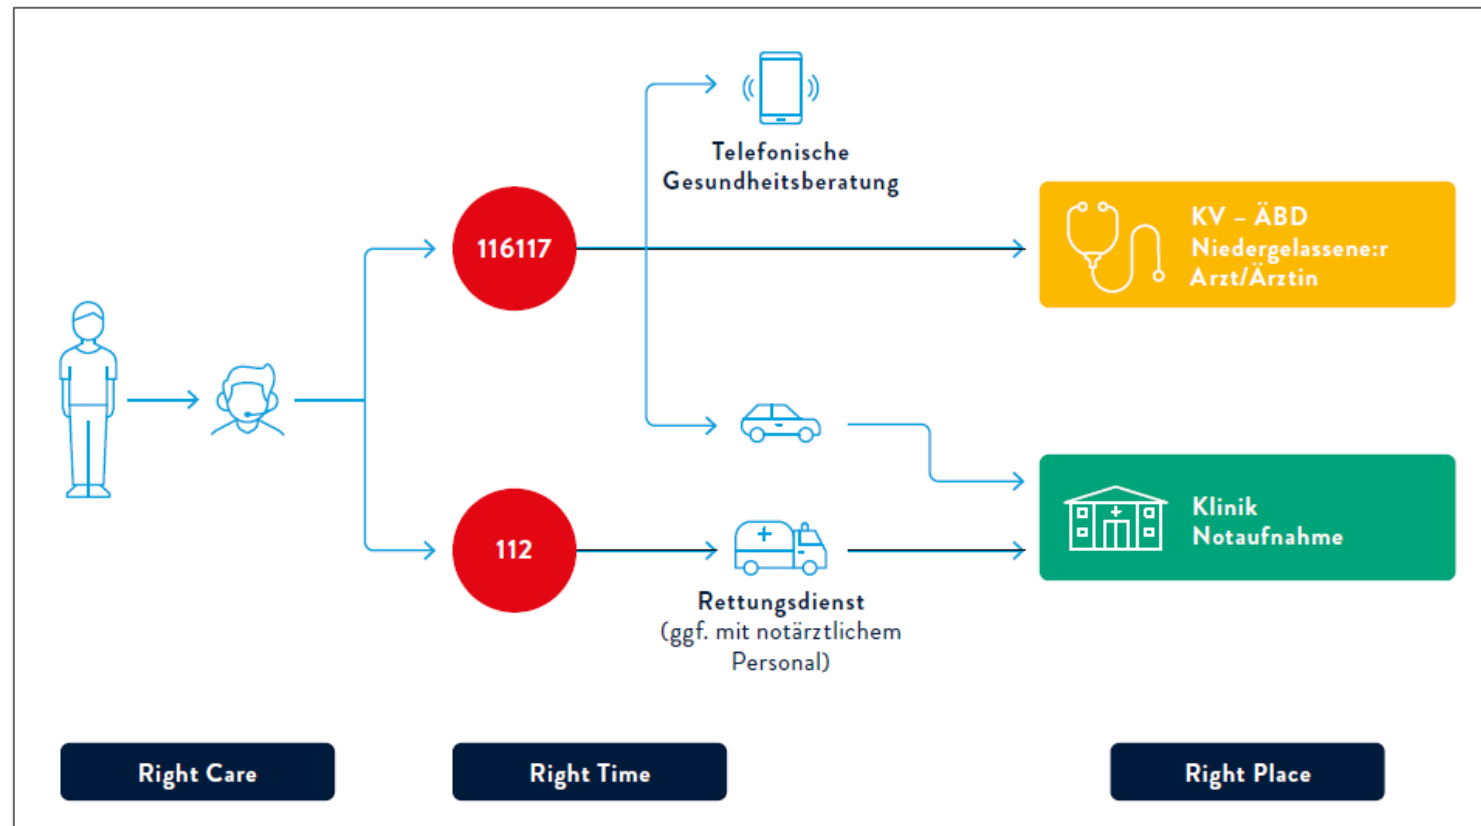 Telefonische
Gesundheitsberatung
116117
KV – ÄBD
Niedergelassene:r
Arzt/Ärztin
112
Klinik
Notaufnahme
Rettungsdienst
(ggf. mit notärztlichem
Personal)
Right Care
Right Time
Right Place